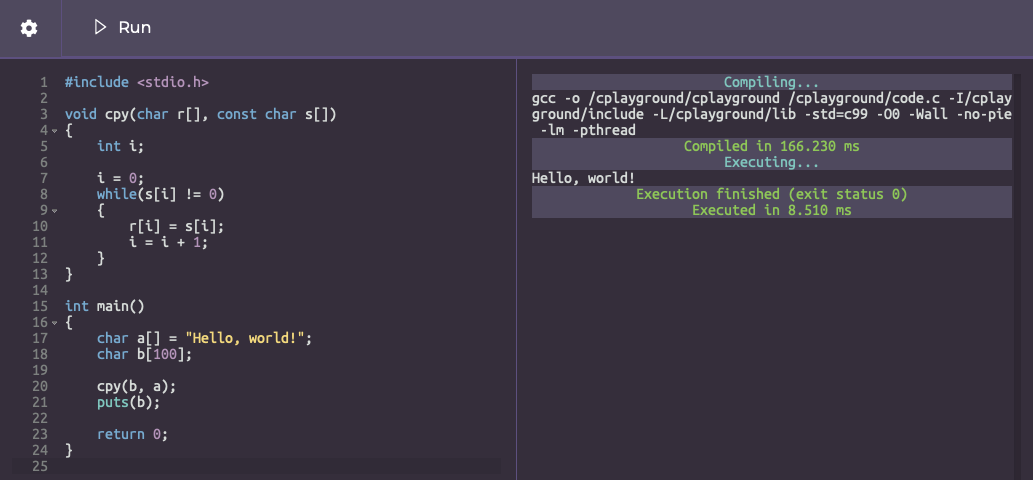 Run
1 #include <stdio.h>
2
3 void cpy(char r[], const char s[])
4 {
5     int i;
6
7     i = 0;
8     while(s[i] != 0)
9     {
10         r[i] = s[i];
11         i = i + 1;
12     }
13 }
14
15 int main()
16 {
17     char a[] = "Hello, world!";
18     char b[100];
19
20     cpy(b, a);
21     puts(b);
22
23     return 0;
24 }
25
Compiling...
gcc -o /cplayground/cplayground /cplayground/code.c -I/cplay
ground/include -L/cplayground/lib -std=c99 -O0 -Wall -no-pie
 -lm -pthread
Compiled in 166.230 ms
Executing...
Hello, world!
Execution finished (exit status 0)
Executed in 8.510 ms